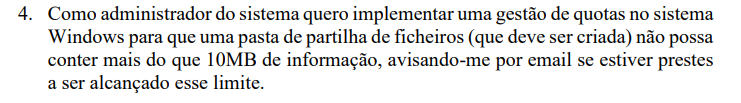 4. Como administrador do sistema quero implementar uma gestão de quotas no sistema
Windows para que uma pasta de partilha de ficheiros (que deve ser criada) não possa
conter mais do que 10MB de informação, avisando-me por email se estiver prestes
a ser alcançado esse limite.